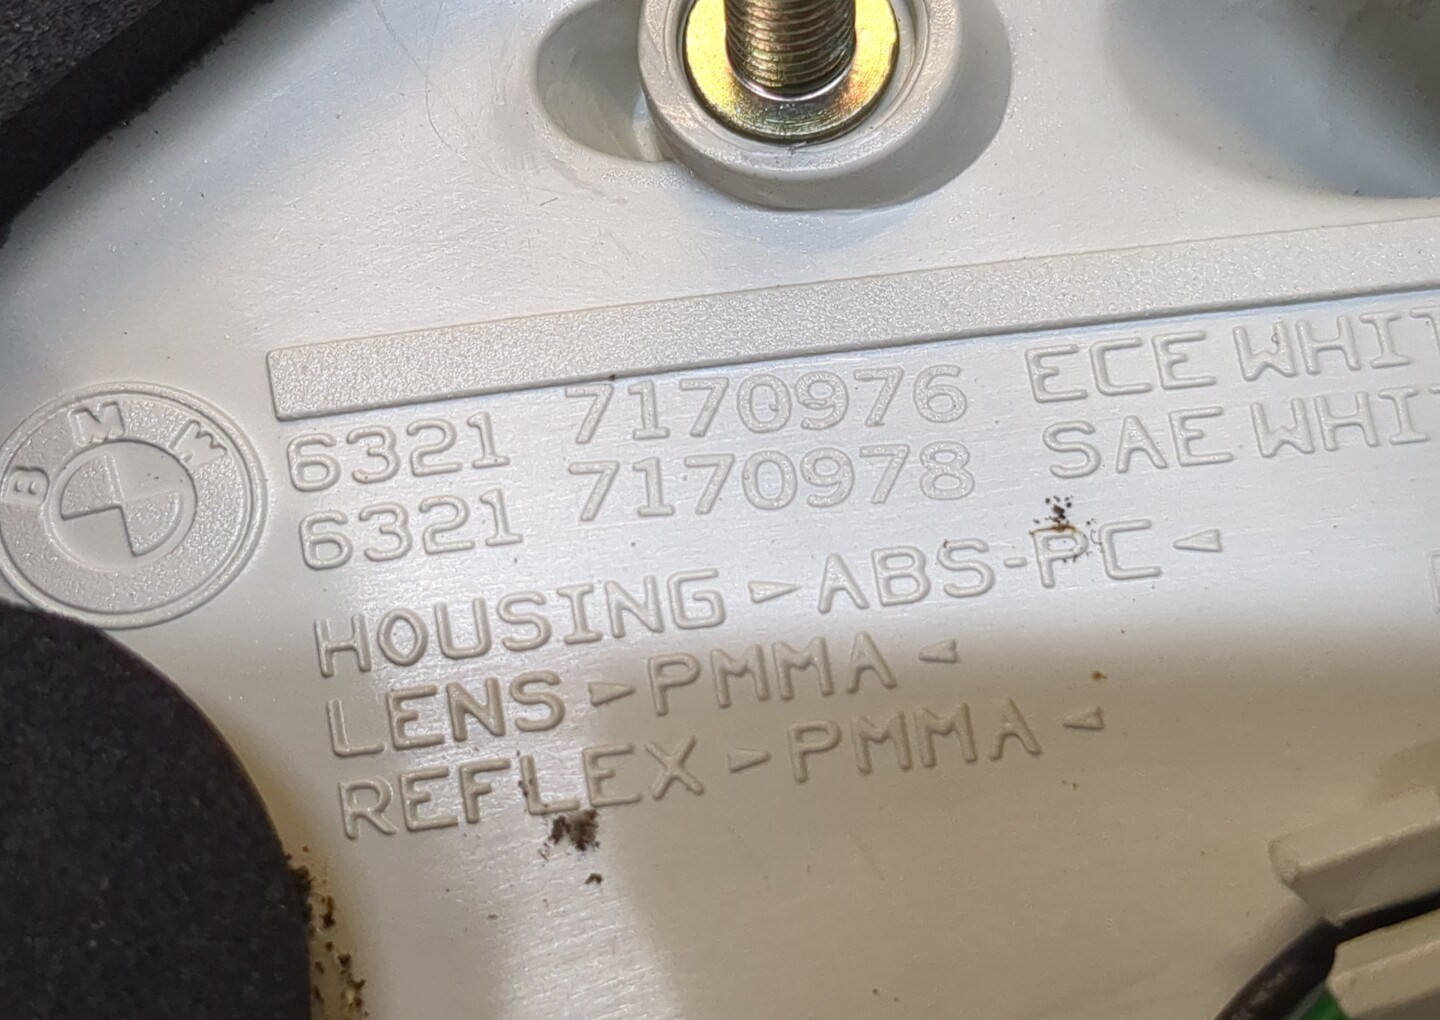 BMW
6321 7170976 ECE WHIT
6321 7170978 SAE WHIT
HOUSING >ABS-PC<
LENS >PMMA<
REFLEX >PMMA<